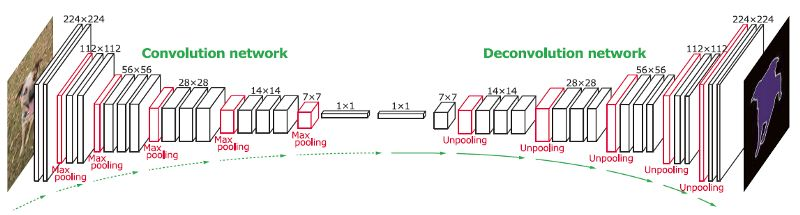 224×224
112×112
56×56
28×28
14×14
7×7
1×1
1×1
7×7
14×14
28×28
56×56
112×112
224×224
Convolution network
Deconvolution network
Max
pooling
Max
pooling
Max
pooling
Max
pooling
Max
pooling
Unpooling
Unpooling
Unpooling
Unpooling
Unpooling